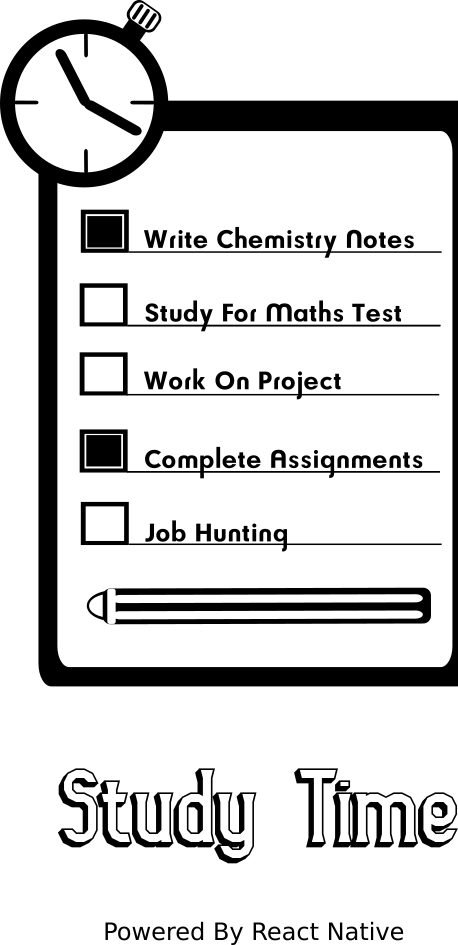 Write Chemistry Notes
Study For Maths Test
Work On Project
Complete Assignments
Job Hunting
Study Time
Powered By React Native